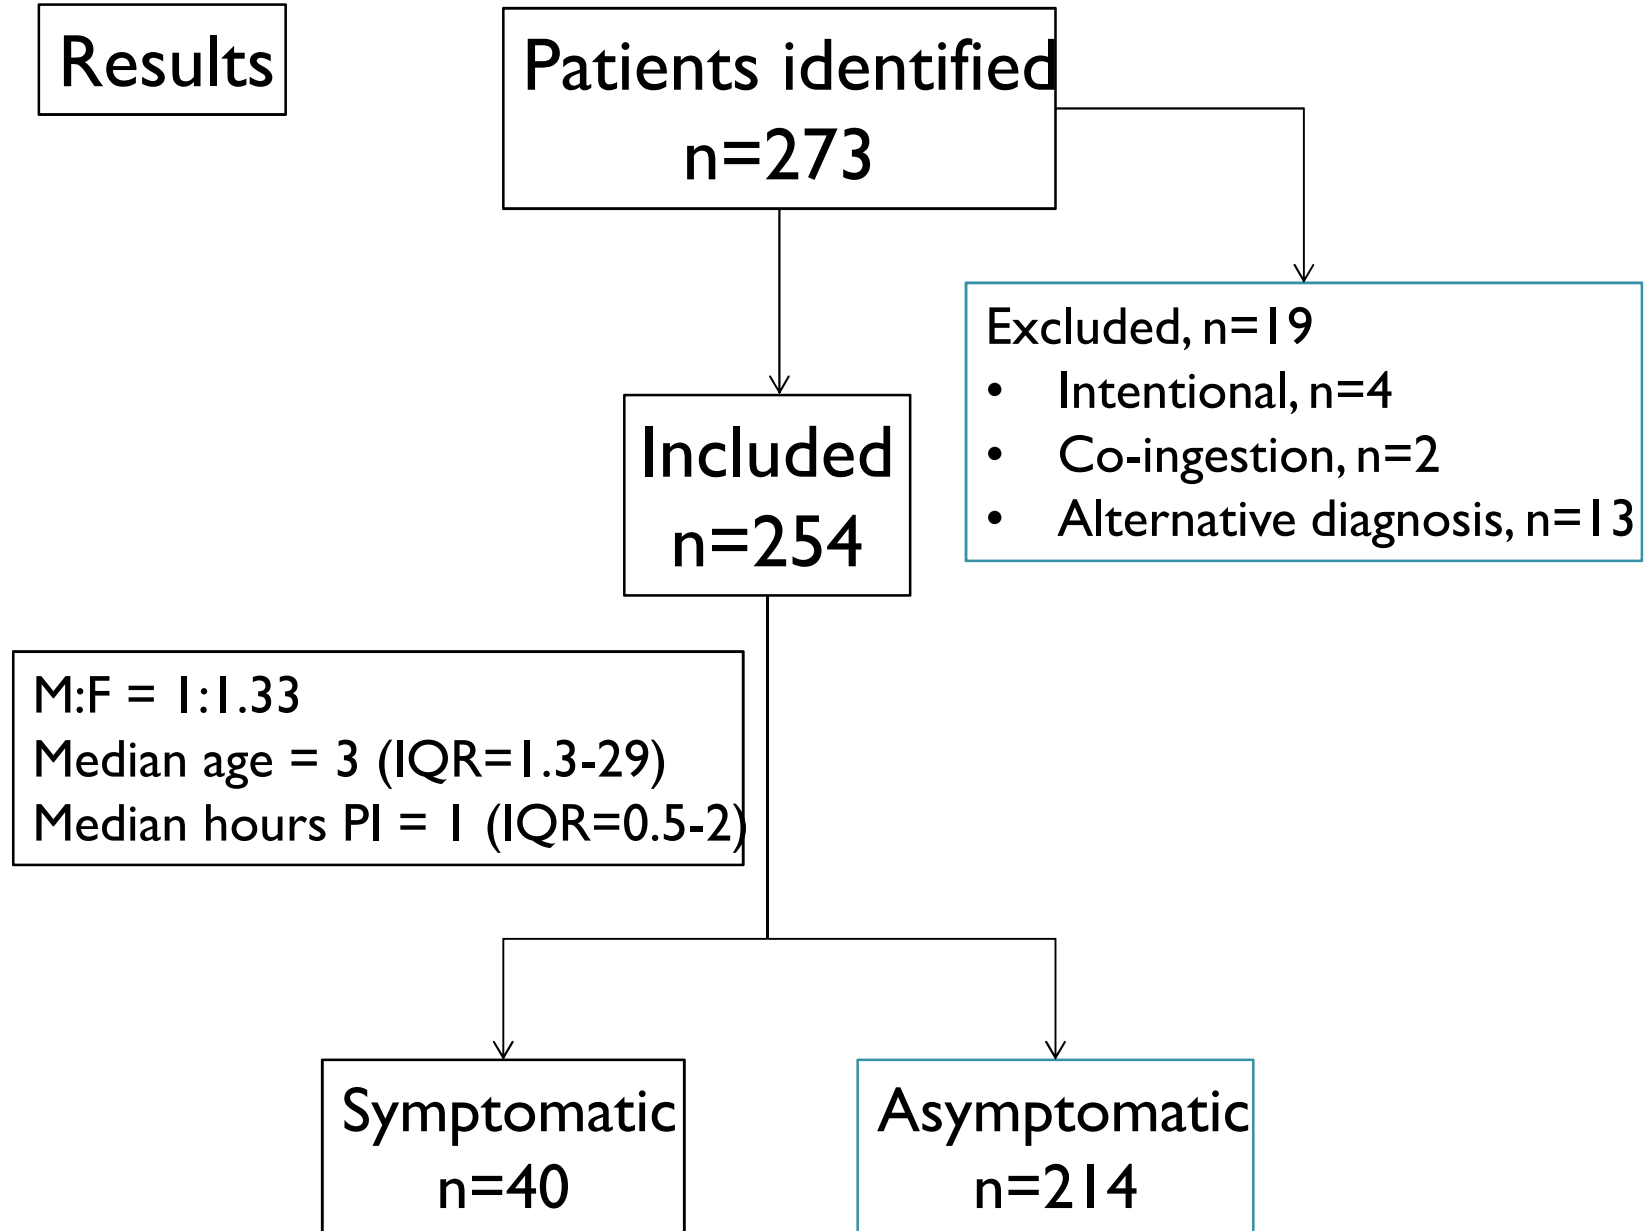 Results
Patients identified
n=273
Excluded, n=19
• Intentional, n=4
• Co-ingestion, n=2
• Alternative diagnosis, n=13
Included
n=254
M:F = 1:1.33
Median age = 3 (IQR=1.3-29)
Median hours PI = 1 (IQR=0.5-2)
Symptomatic
n=40
Asymptomatic
n=214